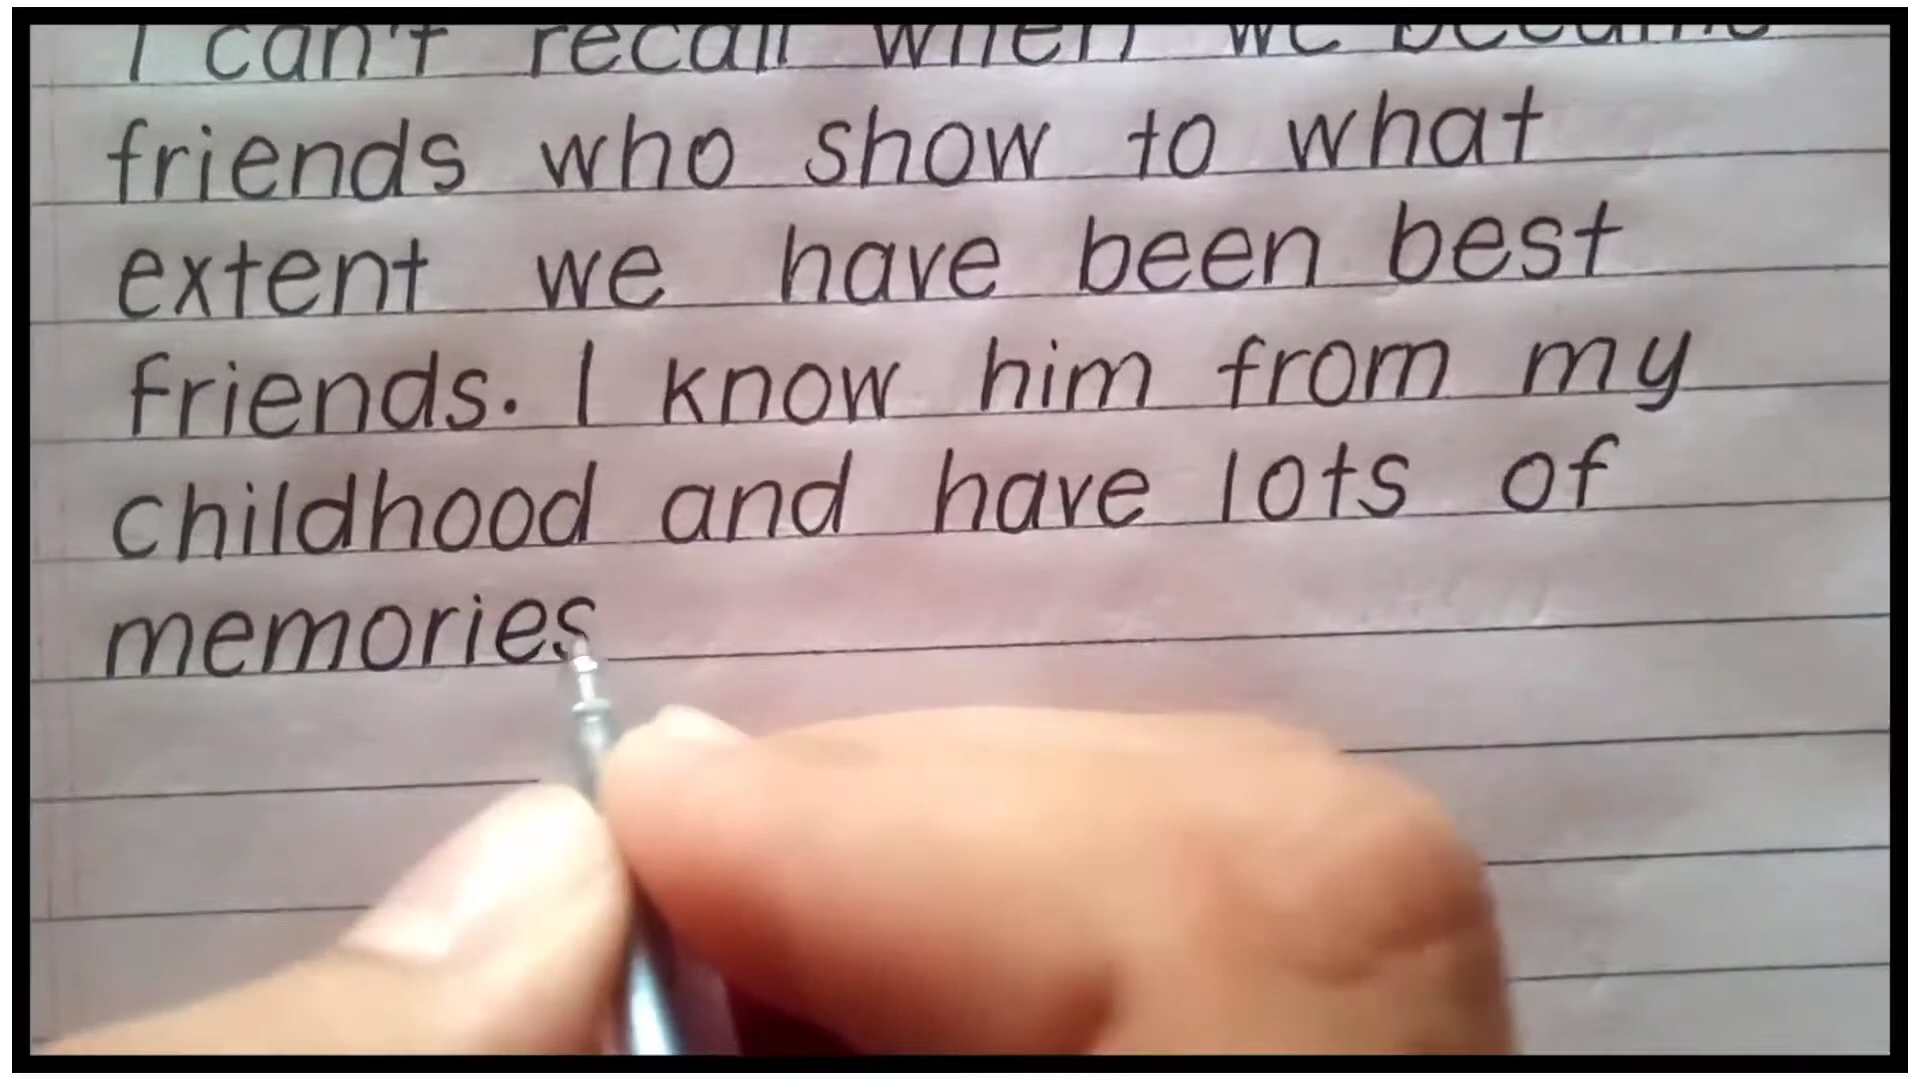 I can't recall when we became
friends who show to what
extent we have been best
friends. I know him from my
childhood and have lots of
memories